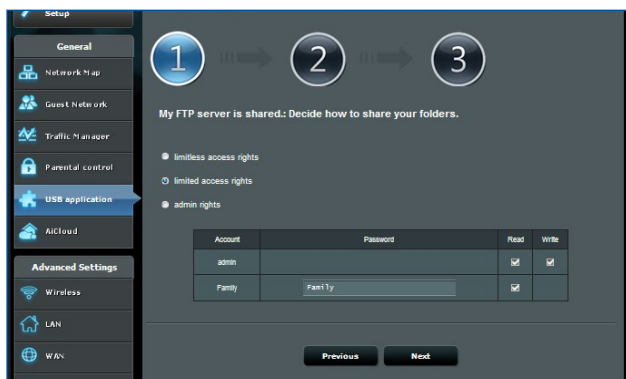 Setup
General
Network Map
Guest Network
Traffic Manager
Parental control
USB application
AiCloud
Advanced Settings
Wireless
LAN
WAN
1 2 3
My FTP server is shared.: Decide how to share your folders.
limitless access rights
limited access rights
admin rights
Account Password Read Write
admin
Family Family
Previous Next